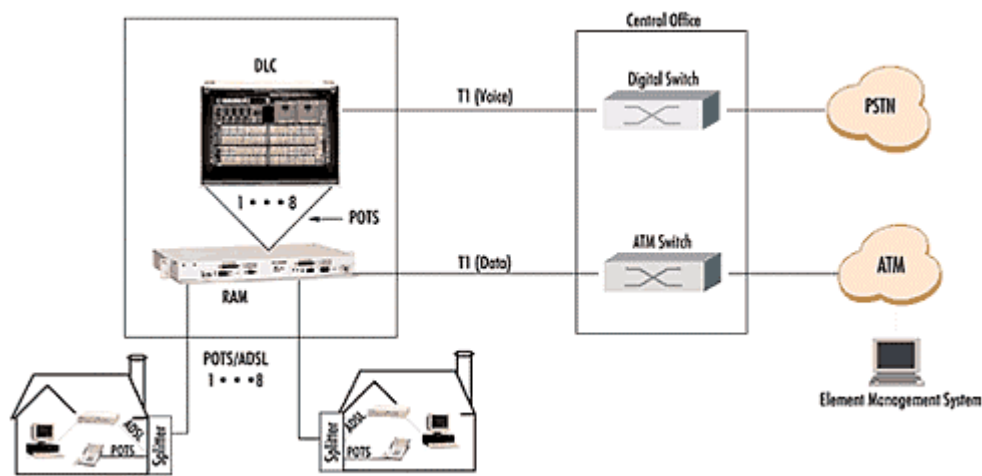 Central Office
DLC
Digital Switch
T1 (Voice)
PSTN
1 • • • 8
POTS
ATM Switch
T1 (Data)
ATM
RAM
POTS/ADSL
1 • • • 8
Element Management System
ADSL
POTS
Splitter
Splitter
ADSL
POTS